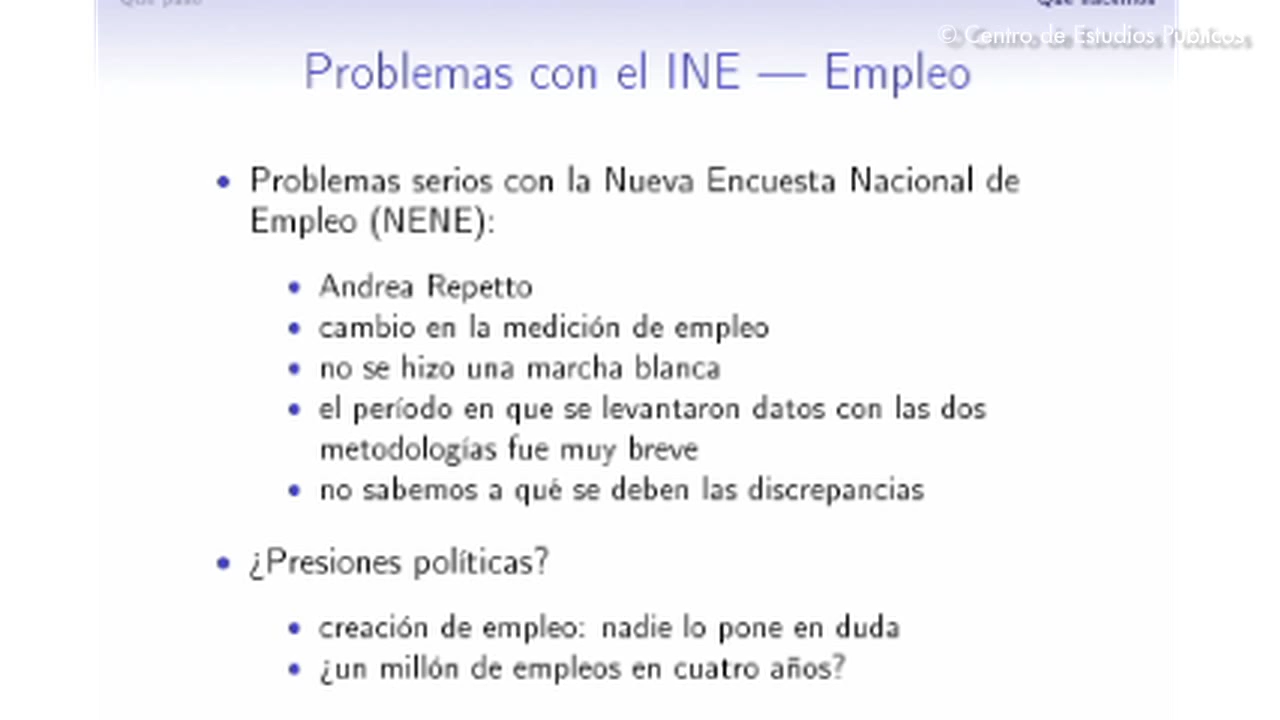 Qué pasó
Qué hacemos
© Centro de Estudios Públicos
Problemas con el INE — Empleo
• Problemas serios con la Nueva Encuesta Nacional de
Empleo (NENE):
• Andrea Repetto
• cambio en la medición de empleo
• no se hizo una marcha blanca
• el período en que se levantaron datos con las dos
metodologías fue muy breve
• no sabemos a qué se deben las discrepancias
• ¿Presiones políticas?
• creación de empleo: nadie lo pone en duda
• ¿un millón de empleos en cuatro años?